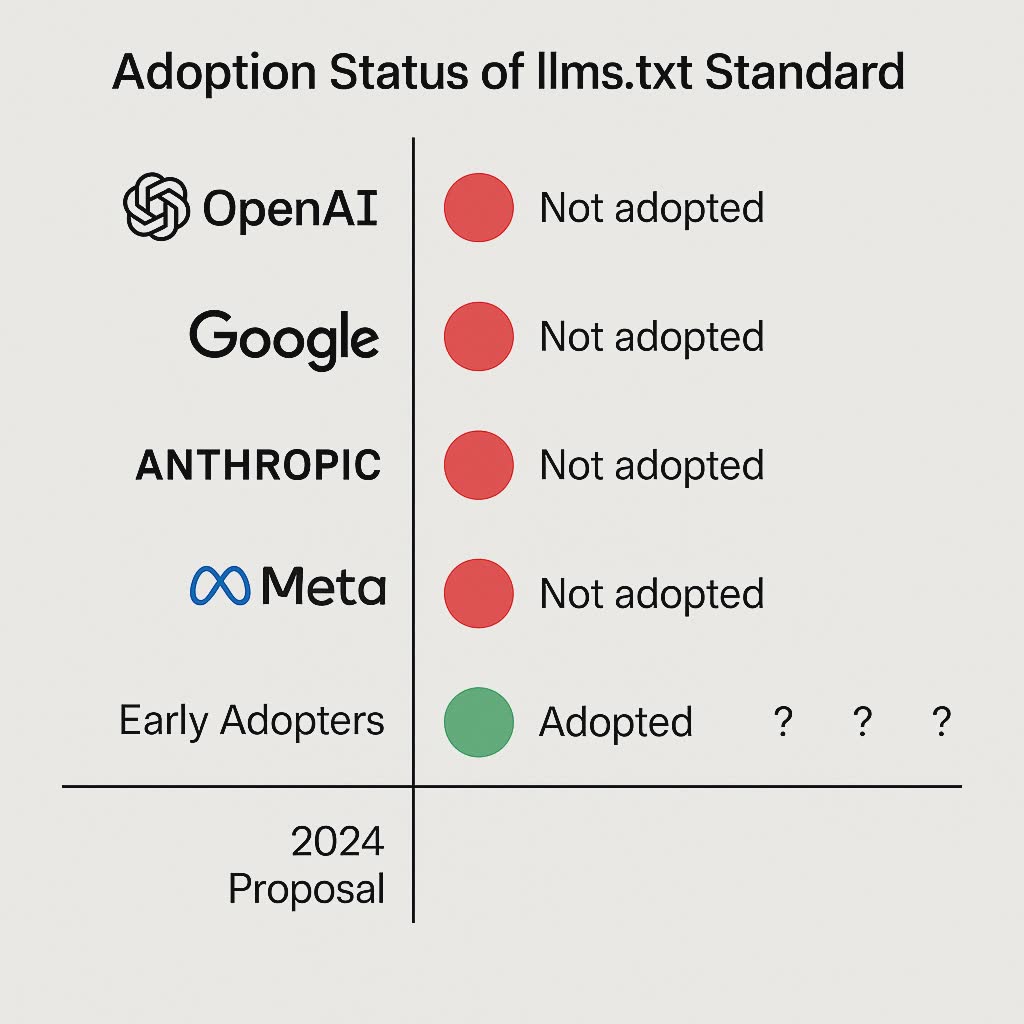 Adoption Status of llms.txt Standard
OpenAI Not adopted
Google Not adopted
ANTHROPIC Not adopted
Meta Not adopted
Early Adopters Adopted ? ? ?
2024
Proposal